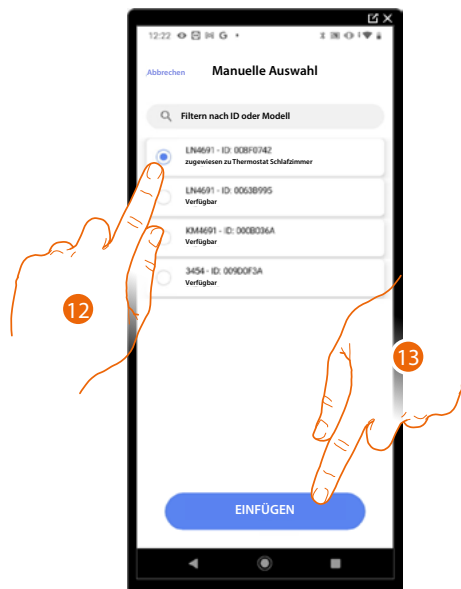 12:22
Abbrechen Manuelle Auswahl
Filtern nach ID oder Modell
LN4691 - ID: 00BF0742
zugewiesen zu Thermostat Schlafzimmer
LN4691 - ID: 0063B995
Verfügbar
KM4691 - ID: 000B036A
Verfügbar
3454 - ID: 009D0F3A
Verfügbar
12
13
EINFÜGEN